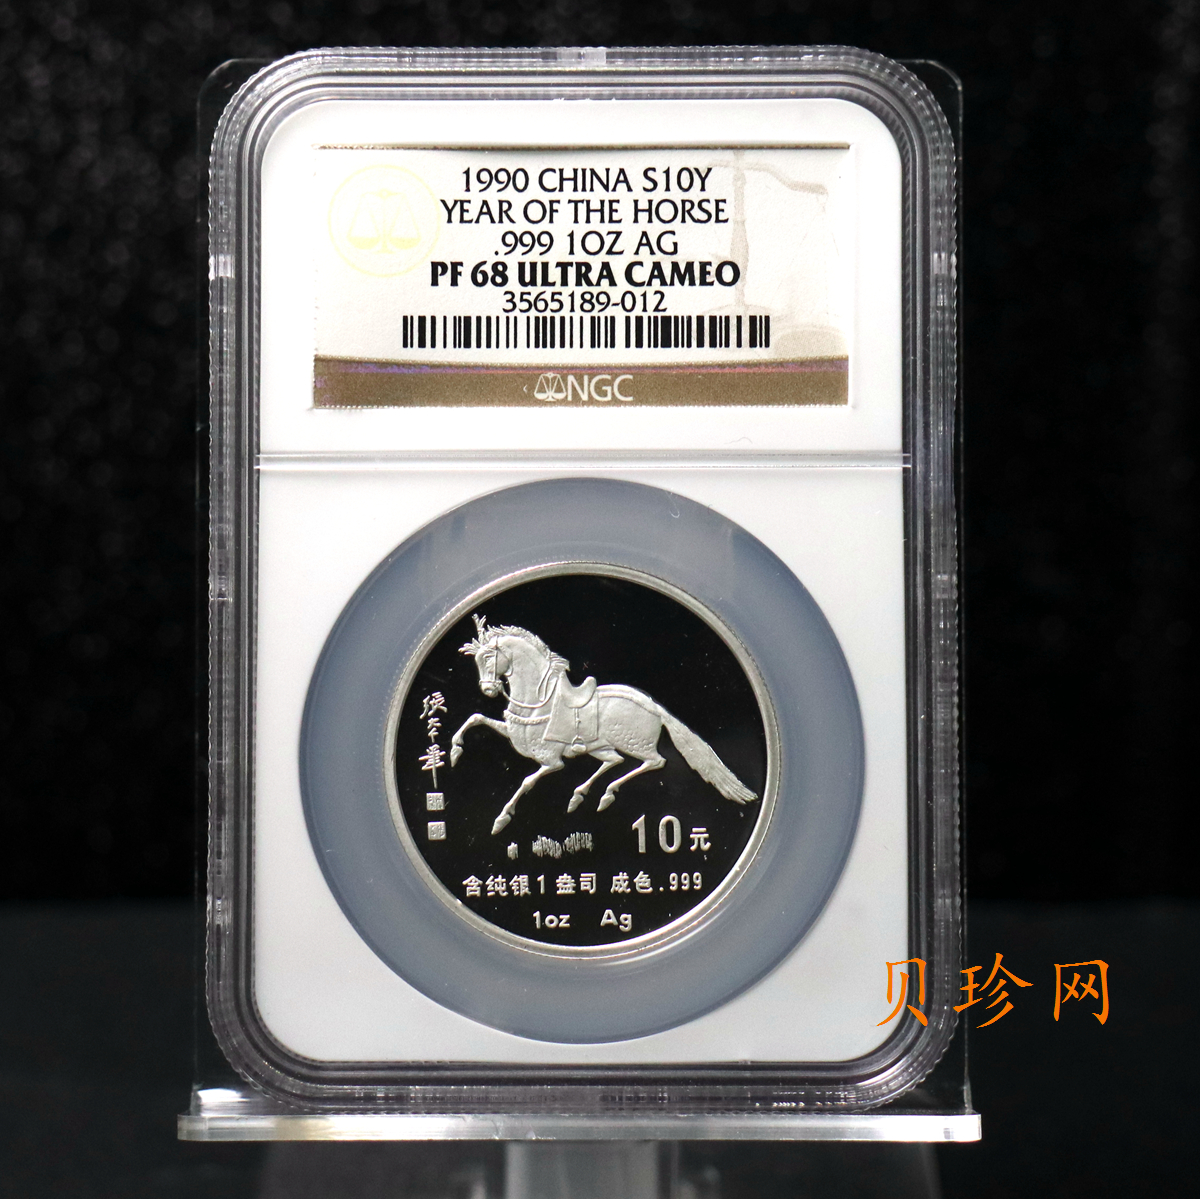 1990 CHINA S10Y
YEAR OF THE HORSE
.999 1OZ AG
PF 68 ULTRA CAMEO
3565189-012
NGC
張
10元
含纯银1盎司 成色.999
1oz Ag
贝珍网